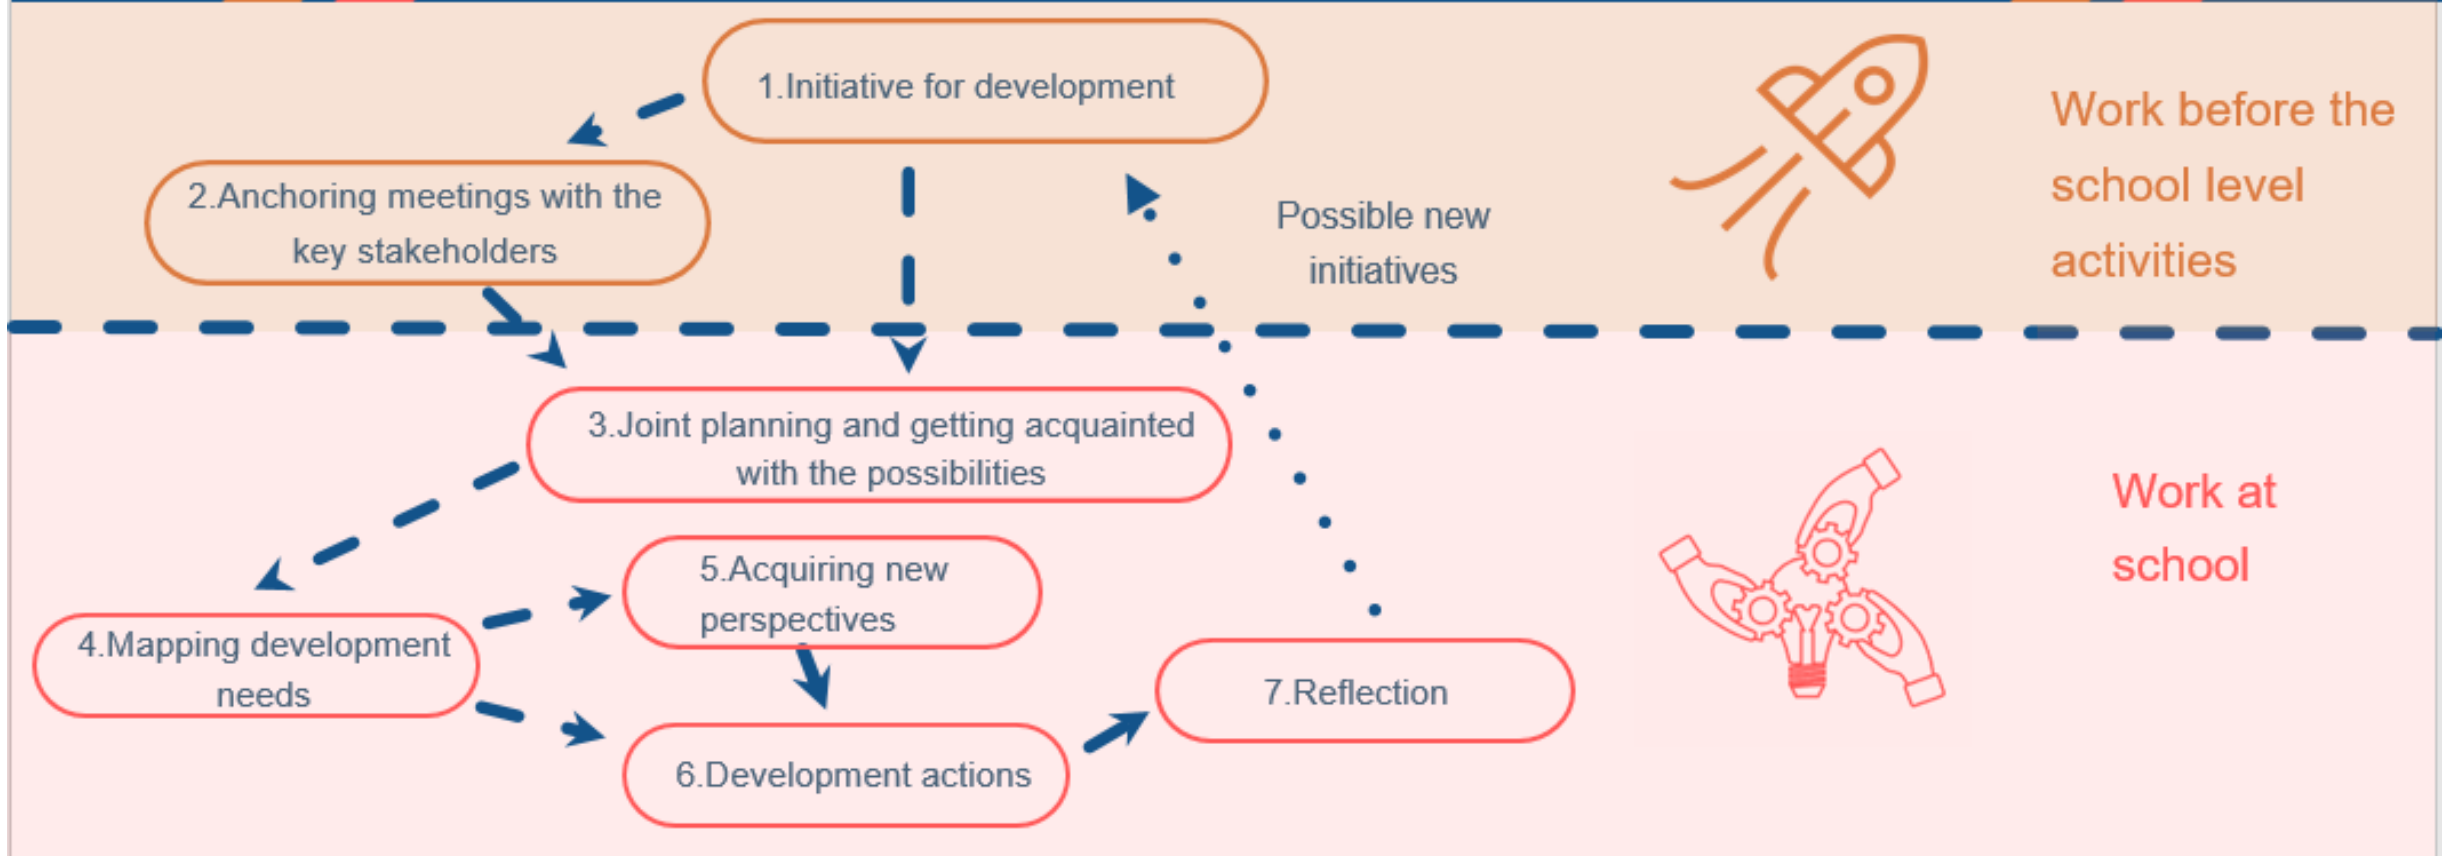 1.Initiative for development
2.Anchoring meetings with the
key stakeholders
Possible new
initiatives
Work before the
school level
activities
3.Joint planning and getting acquainted
with the possibilities
4.Mapping development
needs
5.Acquiring new
perspectives
6.Development actions
7.Reflection
Work at
school